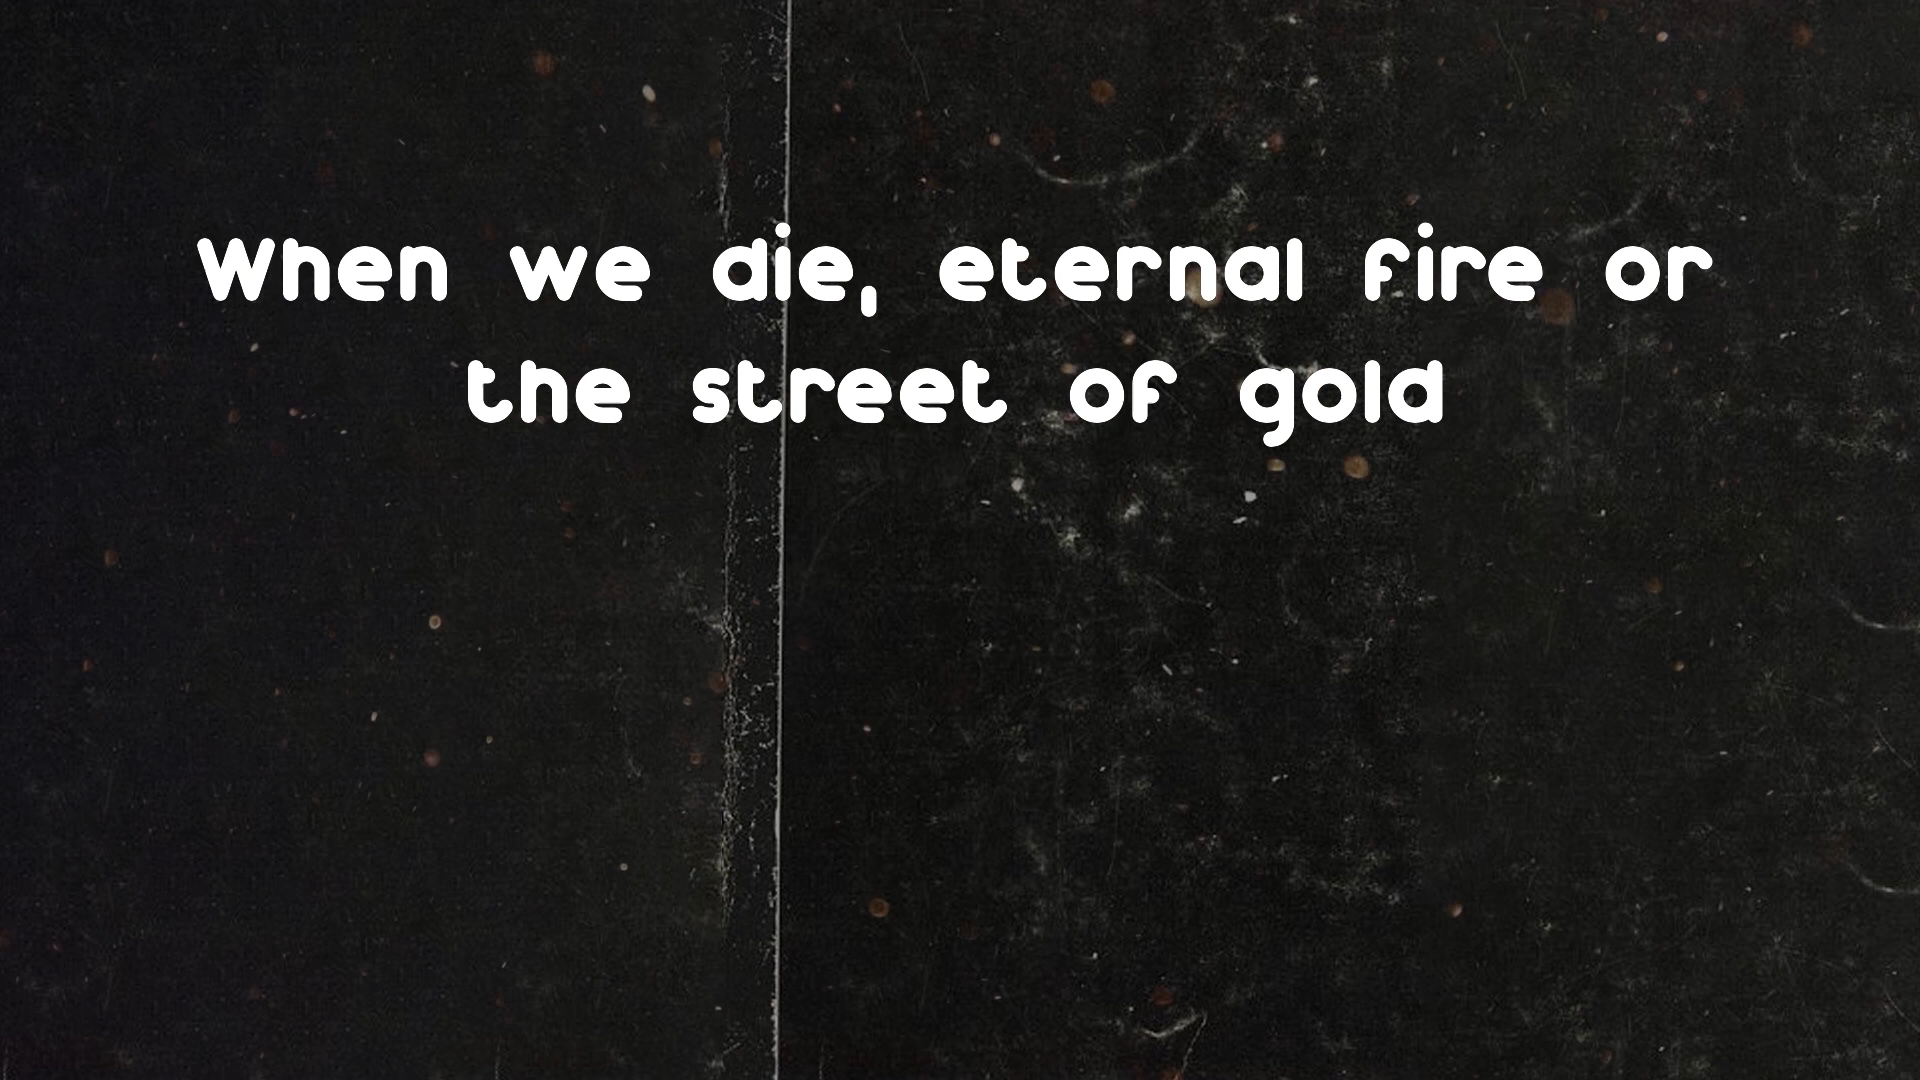 When we die, eternal fire or
the street of gold